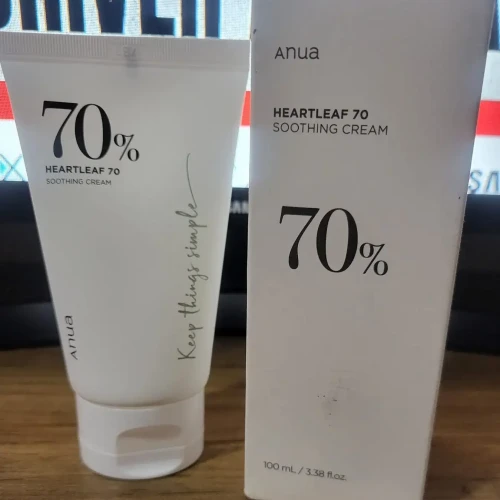 70%
HEARTLEAF 70
SOOTHING CREAM
Keep things simple
Anua
Anua
HEARTLEAF 70
SOOTHING CREAM
70%
100 mL / 3.38 fl.oz.